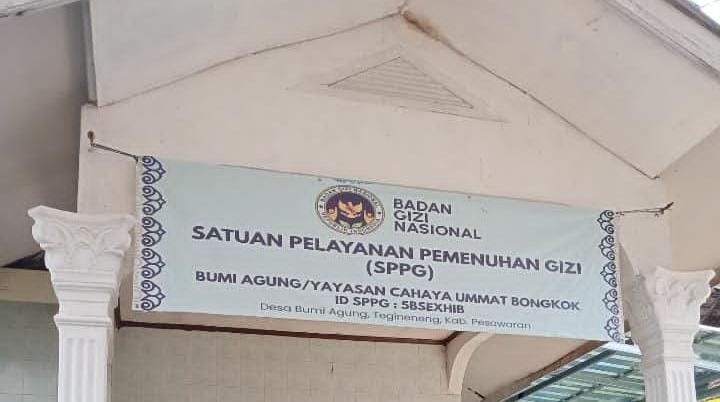 BADAN
GIZI
NASIONAL
SATUAN PELAYANAN PEMENUHAN GIZI
(SPPG)
BUMI AGUNG/YAYASAN CAHAYA UMMAT BONGKOK
ID SPPG : 5BSEXHIB
Desa Bumi Agung, Tegineneng, Kab. Pesawaran